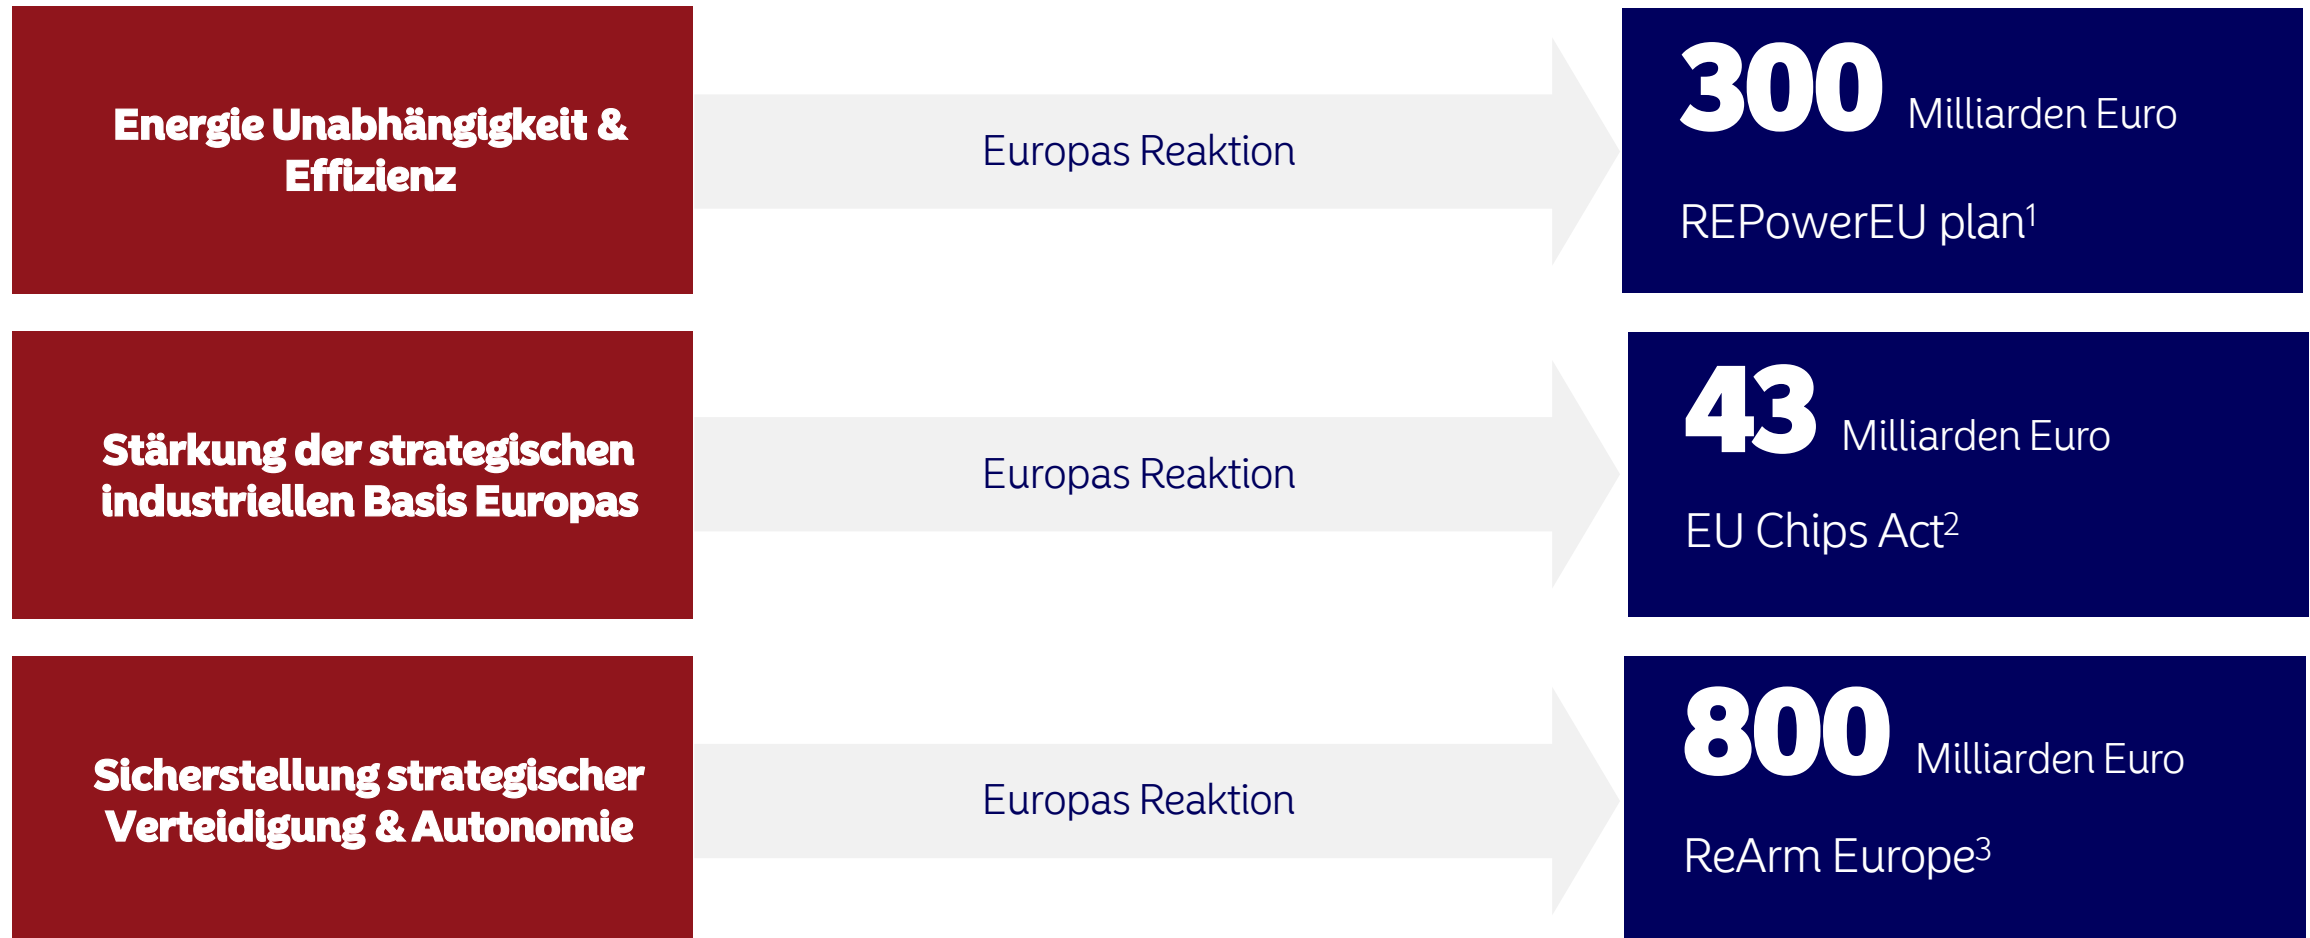 Energie Unabhängigkeit &
Effizienz
Europas Reaktion
300 Milliarden Euro
REPowerEU plan¹
Stärkung der strategischen
industriellen Basis Europas
Europas Reaktion
43 Milliarden Euro
EU Chips Act²
Sicherstellung strategischer
Verteidigung & Autonomie
Europas Reaktion
800 Milliarden Euro
ReArm Europe³